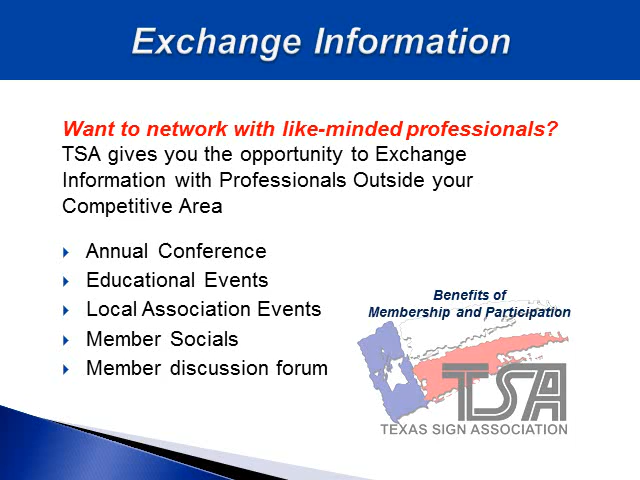 Exchange Information
Want to network with like-minded professionals?
TSA gives you the opportunity to Exchange
Information with Professionals Outside your
Competitive Area
Annual Conference
Educational Events
Local Association Events
Member Socials
Member discussion forum
Benefits of
Membership and Participation
TSA
TEXAS SIGN ASSOCIATION